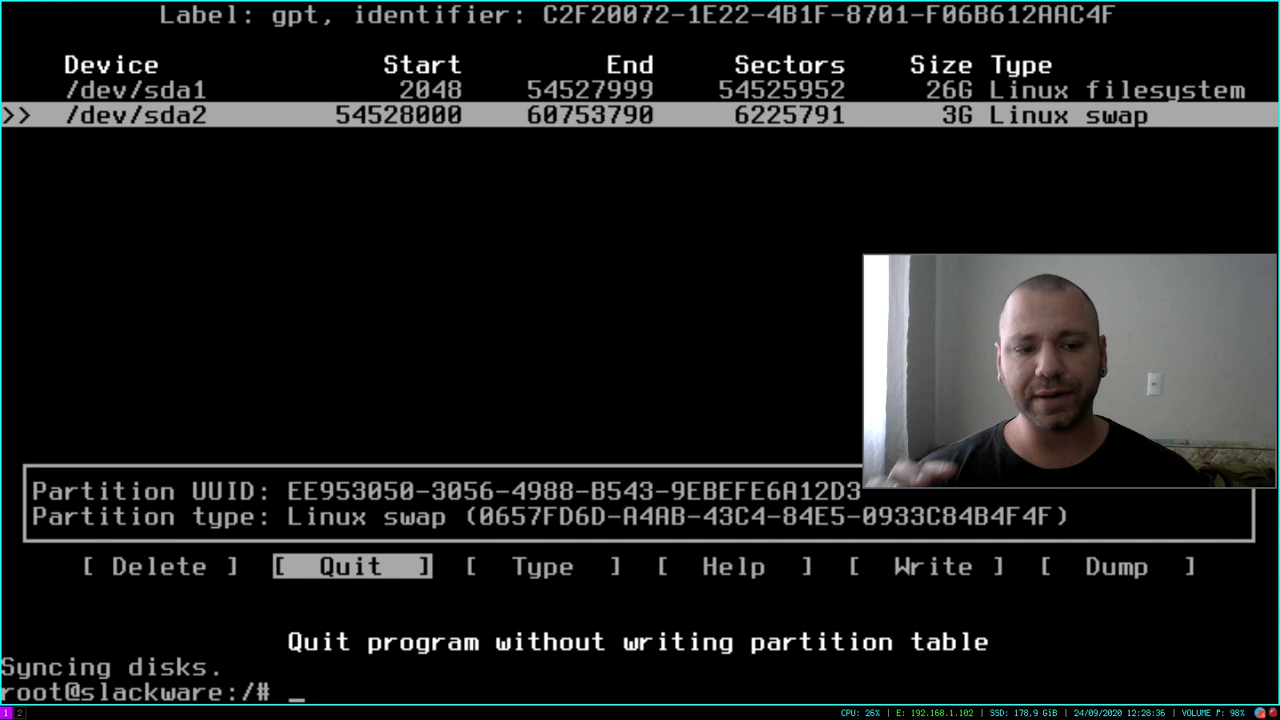 Label: gpt, identifier: C2F20072-1E22-4B1F-8701-F06B612AAC4F
Device Start End Sectors Size Type
/dev/sda1 2048 54527999 54525952 26G Linux filesystem
>> /dev/sda2 54528000 60753790 6225791 3G Linux swap
Partition UUID: EE953050-3056-4988-B543-9EBEFE6A12D3
Partition type: Linux swap (0657FD6D-A4AB-43C4-84E5-0933C84B4F4F)
[ Delete ] [ Quit ] [ Type ] [ Help ] [ Write ] [ Dump ]
Quit program without writing partition table
Syncing disks.
root@slackware:/# _
1 2 CPU: 26% | E: 192.168.1.102 | SSD: 178,9 GiB | 24/09/2020 12:28:36 | VOLUME ♪: 98%